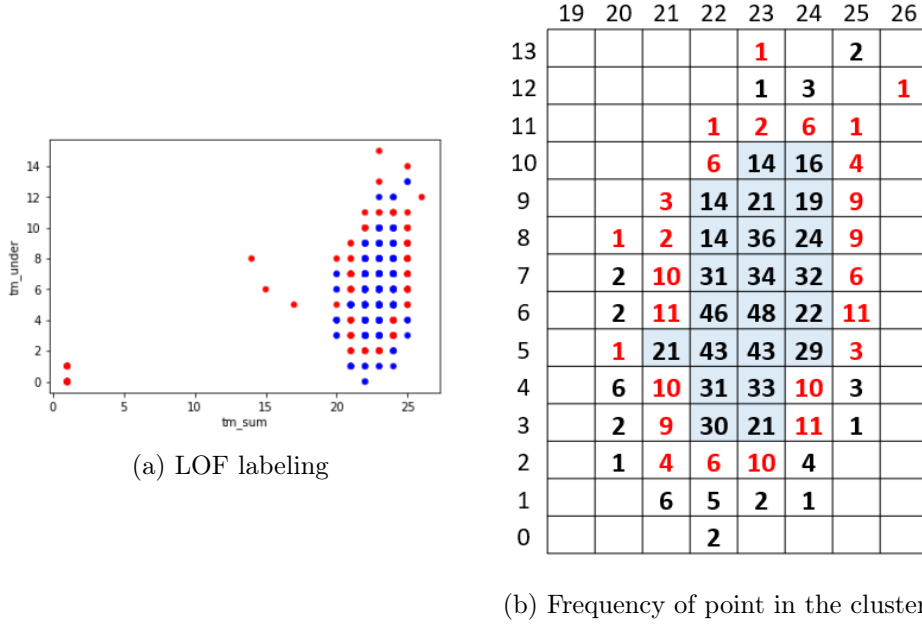 14
12
10
8
6
4
2
0
tm_under
0 5 10 15 20 25
tm_sum
(a) LOF labeling
19 20 21 22 23 24 25 26
13 1 2
12 1 3 1
11 1 2 6 1
10 6 14 16 4
9 3 14 21 19 9
8 1 2 14 36 24 9
7 2 10 31 34 32 6
6 2 11 46 48 22 11
5 1 21 43 43 29 3
4 6 10 31 33 10 3
3 2 9 30 21 11 1
2 1 4 6 10 4
1 6 5 2 1
0 2
(b) Frequency of point in the cluster